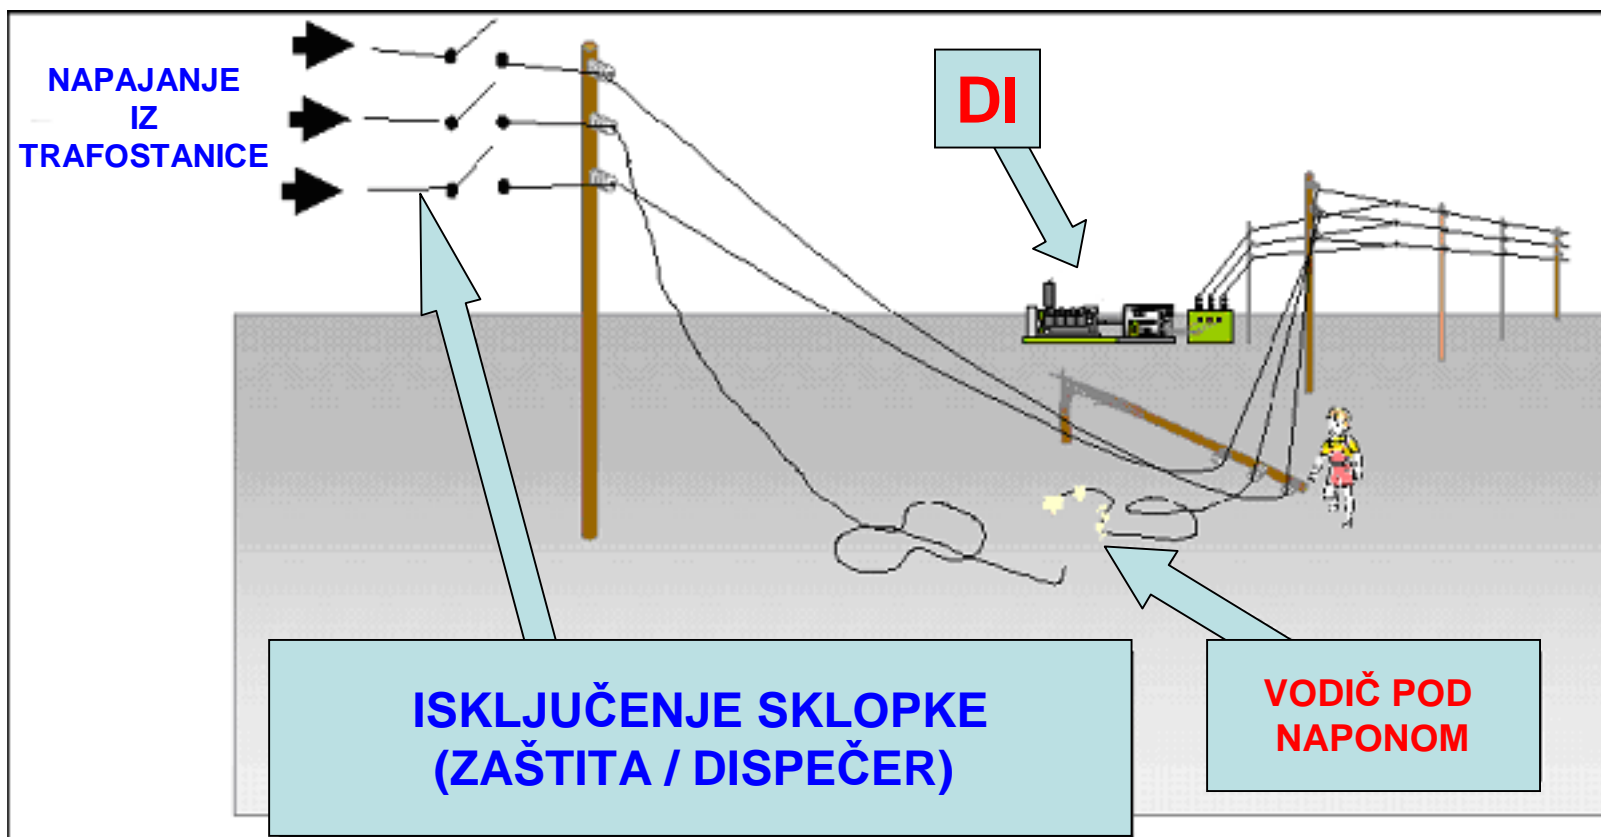 NAPAJANJE
IZ
TRAFOSTANICE
DI
ISKLJUČENJE SKLOPKE
(ZAŠTITA / DISPEČER)
VODIČ POD
NAPONOM